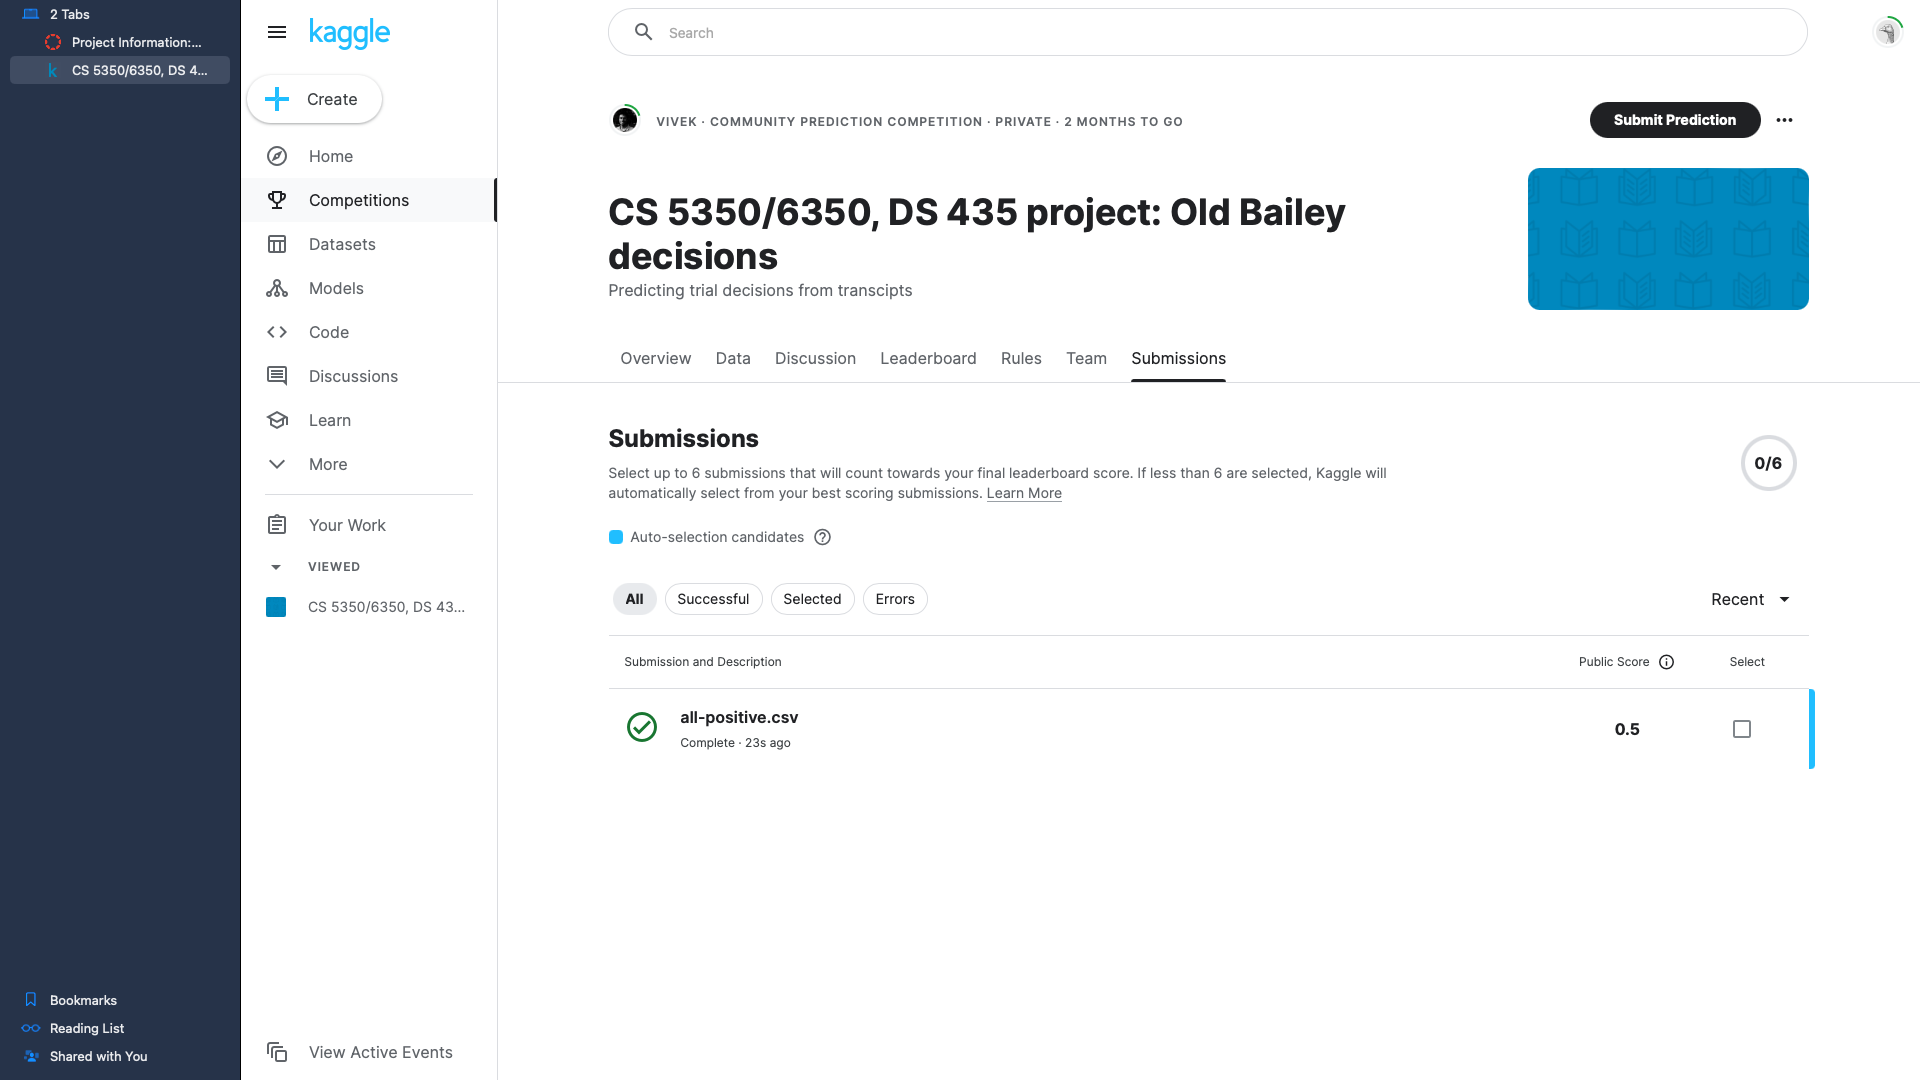 2 Tabs
Project Information:...
CS 5350/6350, DS 4...
Bookmarks
Reading List
Shared with You
kaggle
Create
Home
Competitions
Datasets
Models
Code
Discussions
Learn
More
Your Work
VIEWED
CS 5350/6350, DS 43...
View Active Events
Search
VIVEK · COMMUNITY PREDICTION COMPETITION · PRIVATE · 2 MONTHS TO GO
Submit Prediction
CS 5350/6350, DS 435 project: Old Bailey
decisions
Predicting trial decisions from transcipts
Overview Data Discussion Leaderboard Rules Team Submissions
Submissions
Select up to 6 submissions that will count towards your final leaderboard score. If less than 6 are selected, Kaggle will
automatically select from your best scoring submissions. Learn More
0/6
Auto-selection candidates
All Successful Selected Errors
Recent
Submission and Description Public Score Select
all-positive.csv
Complete · 23s ago
0.5